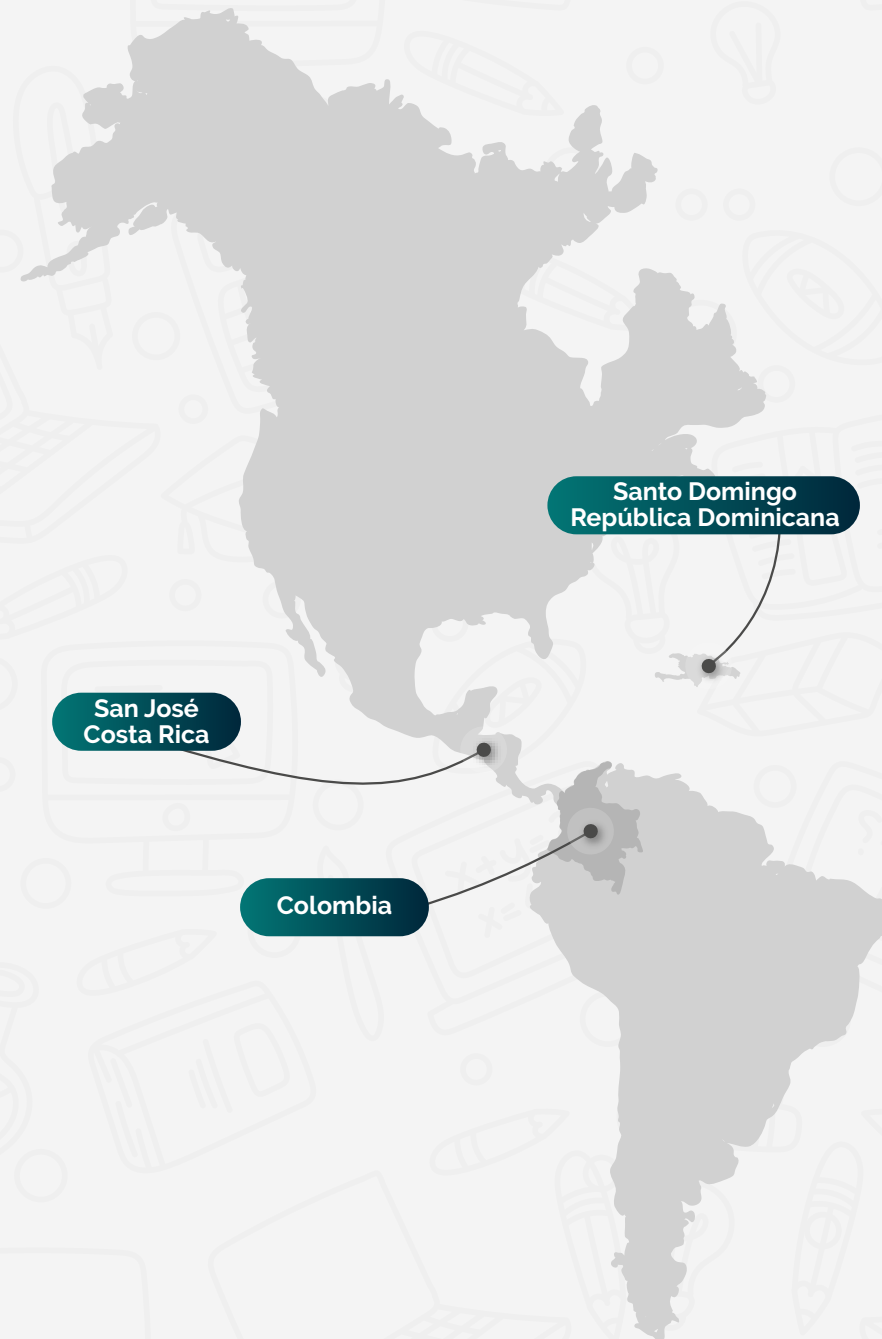 Santo Domingo
República Dominicana
San José
Costa Rica
Colombia